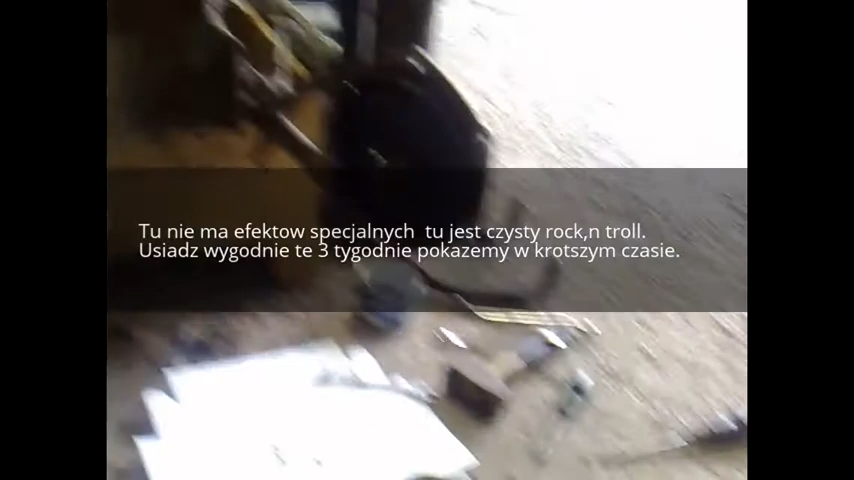 Tu nie ma efektow specjalnych  tu jest czysty rock,n troll.
Usiadz wygodnie te 3 tygodnie pokazemy w krotszym czasie.